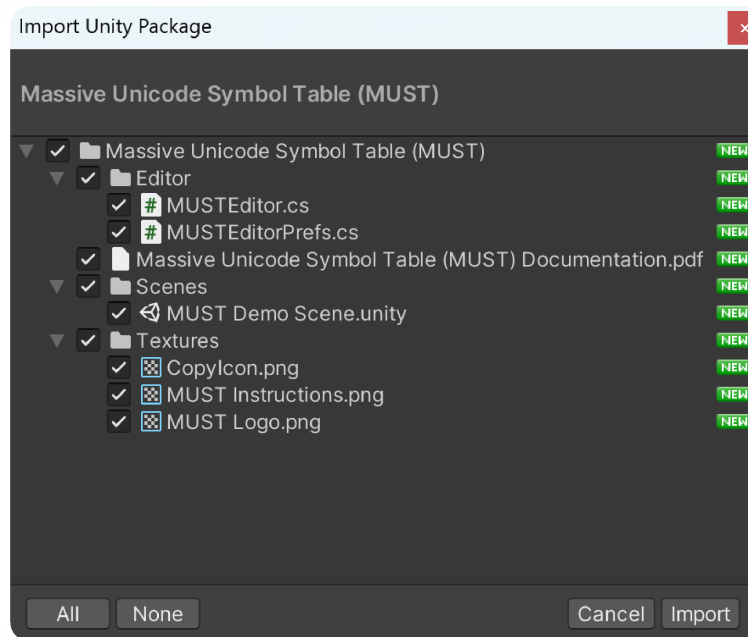 Import Unity Package
Massive Unicode Symbol Table (MUST)
Massive Unicode Symbol Table (MUST) NEW
Editor NEW
MUSTEditor.cs NEW
MUSTEditorPrefs.cs NEW
Massive Unicode Symbol Table (MUST) Documentation.pdf NEW
Scenes NEW
MUST Demo Scene.unity NEW
Textures NEW
CopyIcon.png NEW
MUST Instructions.png NEW
MUST Logo.png NEW
All None Cancel Import